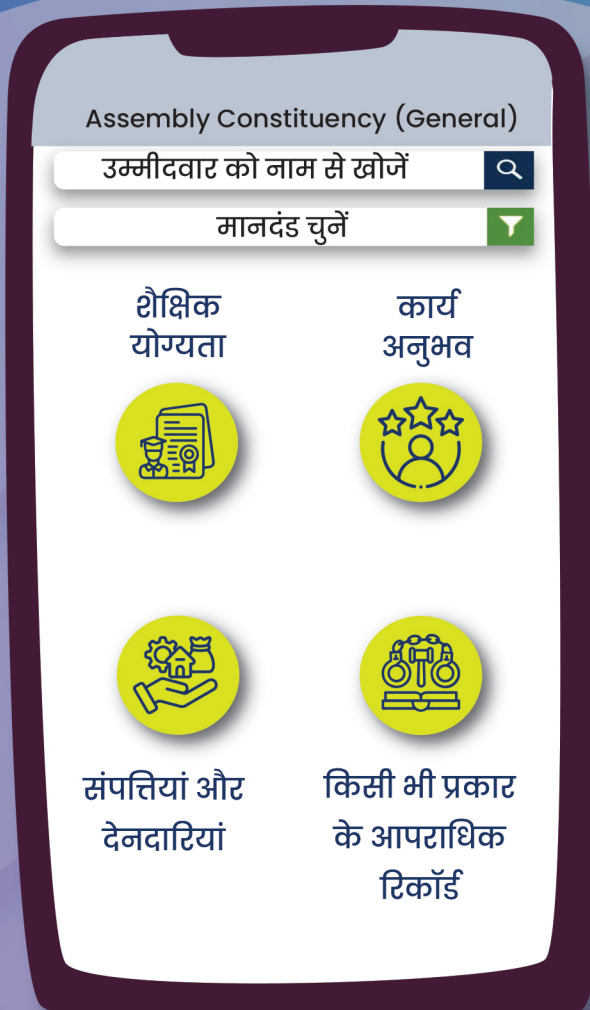 Assembly Constituency (General)
उम्मीदवार को नाम से खोजें
मानदंड चुनें
शैक्षिक
योग्यता
कार्य
अनुभव
संपत्तियां और
देनदारियां
किसी भी प्रकार
के आपराधिक
रिकॉर्ड